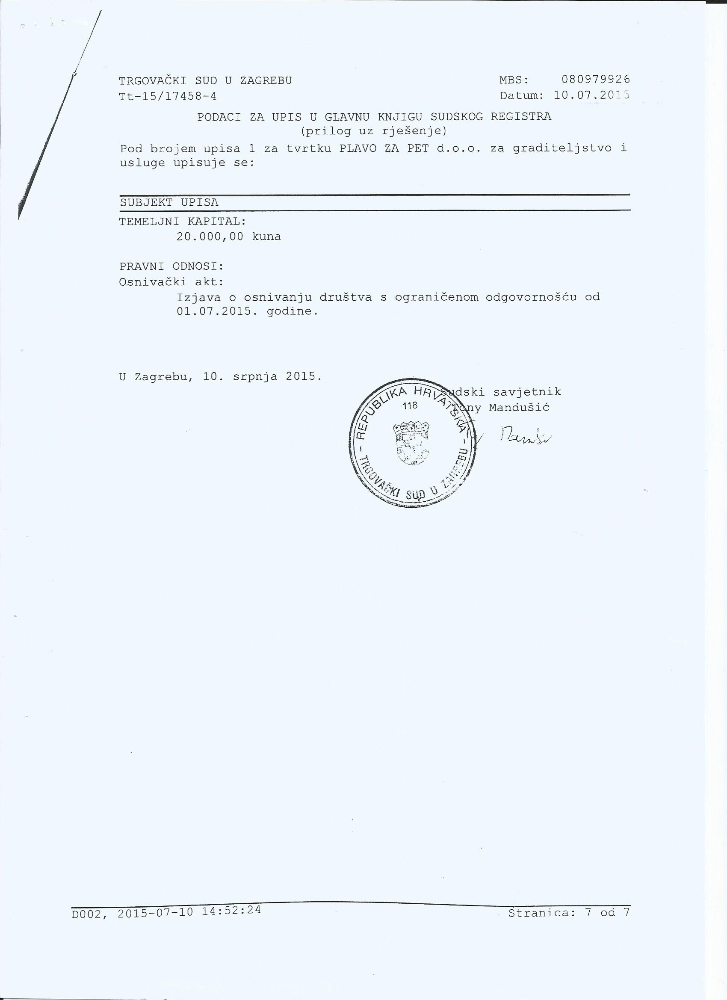 TRGOVAČKI SUD U ZAGREBU MBS: 080979926
Tt-15/17458-4 Datum: 10.07.2015
PODACI ZA UPIS U GLAVNU KNJIGU SUDSKOG REGISTRA
(prilog uz rješenje)
Pod brojem upisa 1 za tvrtku PLAVO ZA PET d.o.o. za graditeljstvo i
usluge upisuje se:
SUBJEKT UPISA
TEMELJNI KAPITAL:
20.000,00 kuna
PRAVNI ODNOSI:
Osnivački akt:
Izjava o osnivanju društva s ograničenom odgovornošću od
01.07.2015. godine.
U Zagrebu, 10. srpnja 2015.
Sudski savjetnik
Tony Mandušić
REPUBLIKA HRVATSKA
118
TRGOVAČKI SUD U ZAGREBU
D002, 2015-07-10 14:52:24 Stranica: 7 od 7